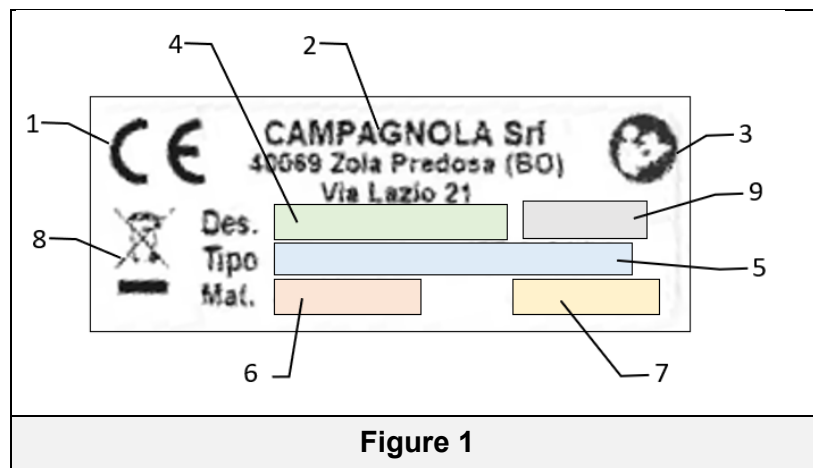 4
2
1
CE
CAMPAGNOLA Srl
40069 Zola Predosa (BO)
Via Lazio 21
3
9
8
Des.
Tipo
Mat.
5
6
7
Figure 1